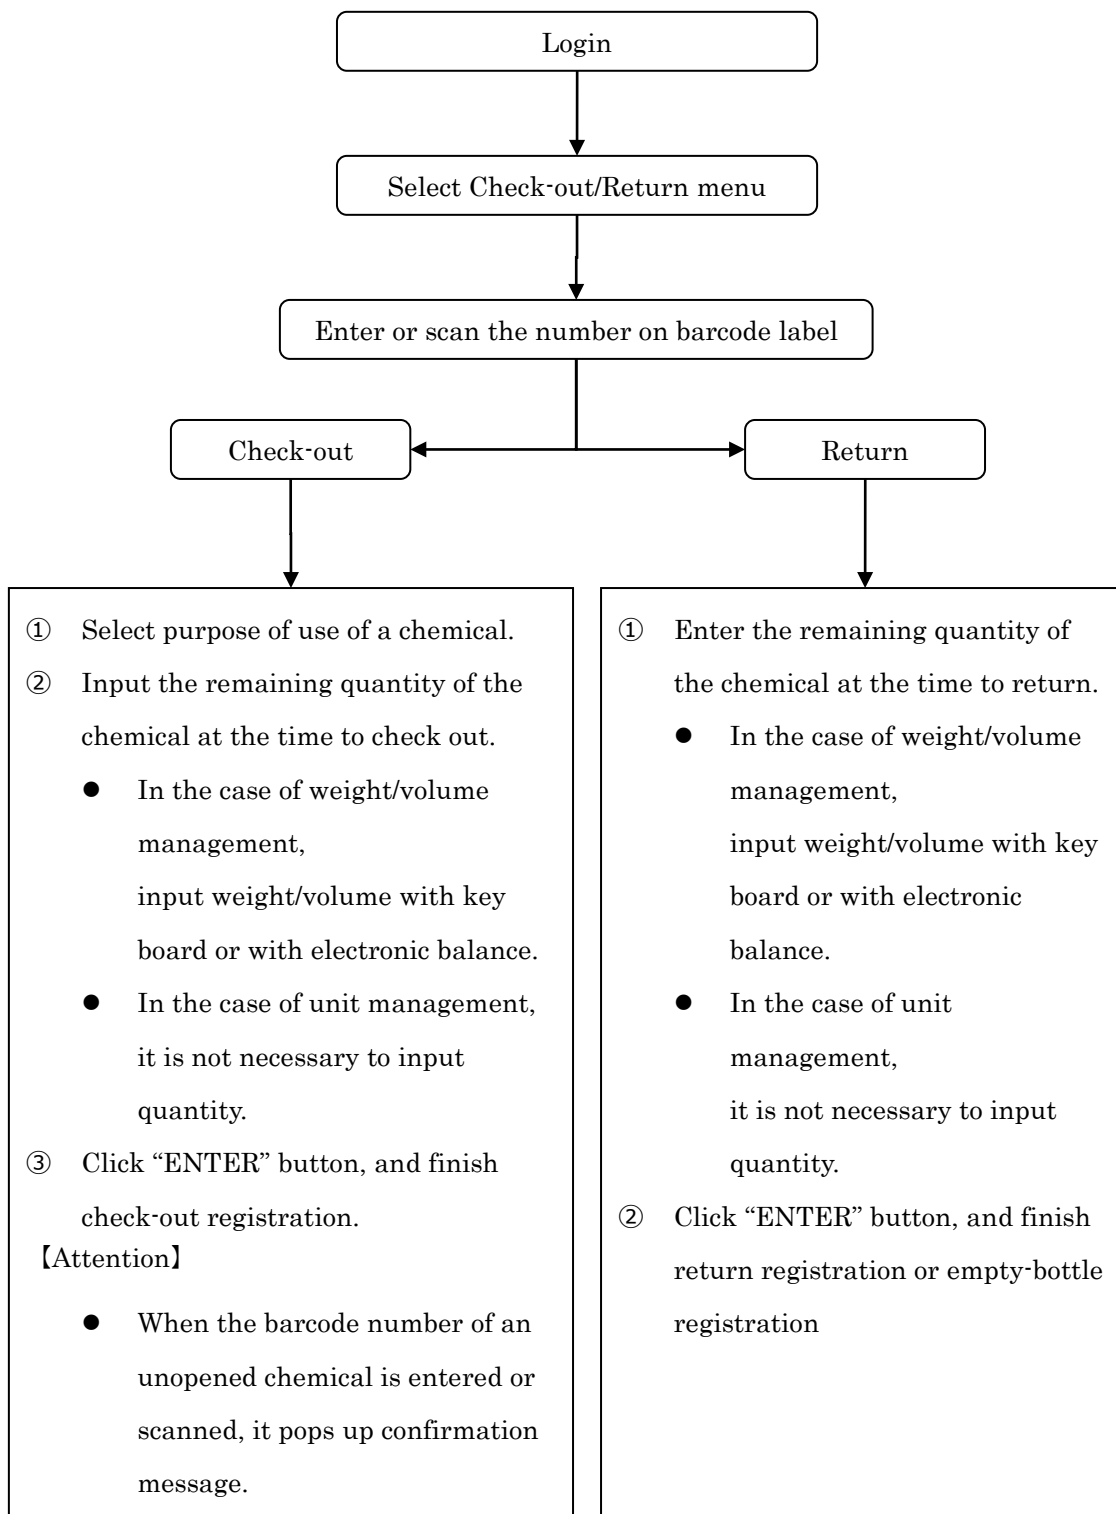 Login
Select Check-out/Return menu
Enter or scan the number on barcode label
Check-out
Return
① Select purpose of use of a chemical.
② Input the remaining quantity of the
chemical at the time to check out.
● In the case of weight/volume
management,
input weight/volume with key
board or with electronic balance.
● In the case of unit management,
it is not necessary to input
quantity.
③ Click “ENTER” button, and finish
check-out registration.
【Attention】
● When the barcode number of an
unopened chemical is entered or
scanned, it pops up confirmation
message.
① Enter the remaining quantity of
the chemical at the time to return.
● In the case of weight/volume
management,
input weight/volume with key
board or with electronic
balance.
● In the case of unit
management,
it is not necessary to input
quantity.
② Click “ENTER” button, and finish
return registration or empty-bottle
registration